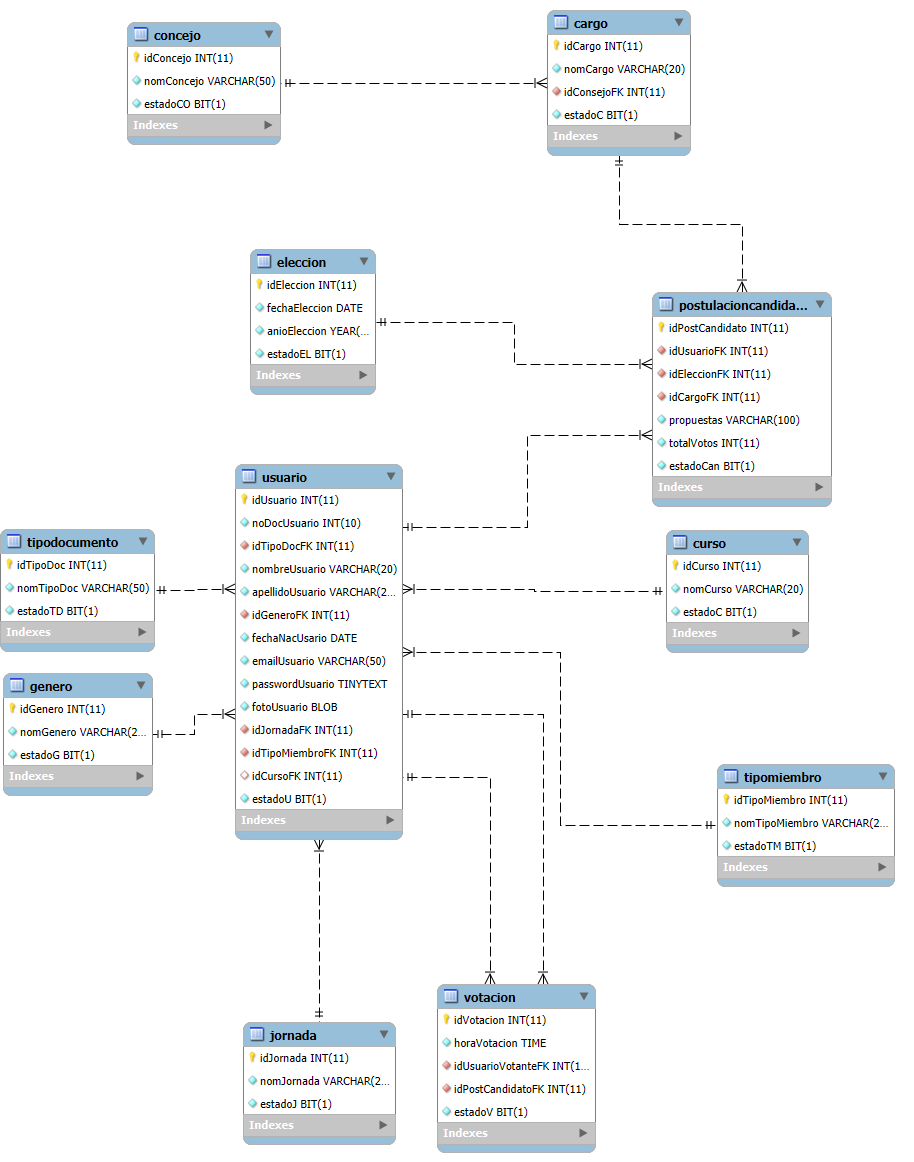 concejo
idConcejo INT(11)
nomConcejo VARCHAR(50)
estadoCO BIT(1)
Indexes
cargo
idCargo INT(11)
nomCargo VARCHAR(20)
idConsejoFK INT(11)
estadoC BIT(1)
Indexes
eleccion
idEleccion INT(11)
fechaEleccion DATE
anioEleccion YEAR(...
estadoEL BIT(1)
Indexes
postulacioncandida...
idPostCandidato INT(11)
idUsuarioFK INT(11)
idEleccionFK INT(11)
idCargoFK INT(11)
propuestas VARCHAR(100)
totalVotos INT(11)
estadoCan BIT(1)
Indexes
usuario
idUsuario INT(11)
noDocUsuario INT(10)
idTipoDocFK INT(11)
nombreUsuario VARCHAR(20)
apellidoUsuario VARCHAR(2...
idGeneroFK INT(11)
fechaNacUsario DATE
emailUsuario VARCHAR(50)
passwordUsuario TINYTEXT
fotoUsuario BLOB
idJornadaFK INT(11)
idTipoMiembroFK INT(11)
idCursoFK INT(11)
estadoU BIT(1)
Indexes
tipodocumento
idTipoDoc INT(11)
nomTipoDoc VARCHAR(50)
estadoTD BIT(1)
Indexes
curso
idCurso INT(11)
nomCurso VARCHAR(20)
estadoC BIT(1)
Indexes
genero
idGenero INT(11)
nomGenero VARCHAR(2...
estadoG BIT(1)
Indexes
tipomiembro
idTipoMiembro INT(11)
nomTipoMiembro VARCHAR(2...
estadoTM BIT(1)
Indexes
jornada
idJornada INT(11)
nomJornada VARCHAR(2...
estadoJ BIT(1)
Indexes
votacion
idVotacion INT(11)
horaVotacion TIME
idUsuarioVotanteFK INT(1...
idPostCandidatoFK INT(11)
estadoV BIT(1)
Indexes